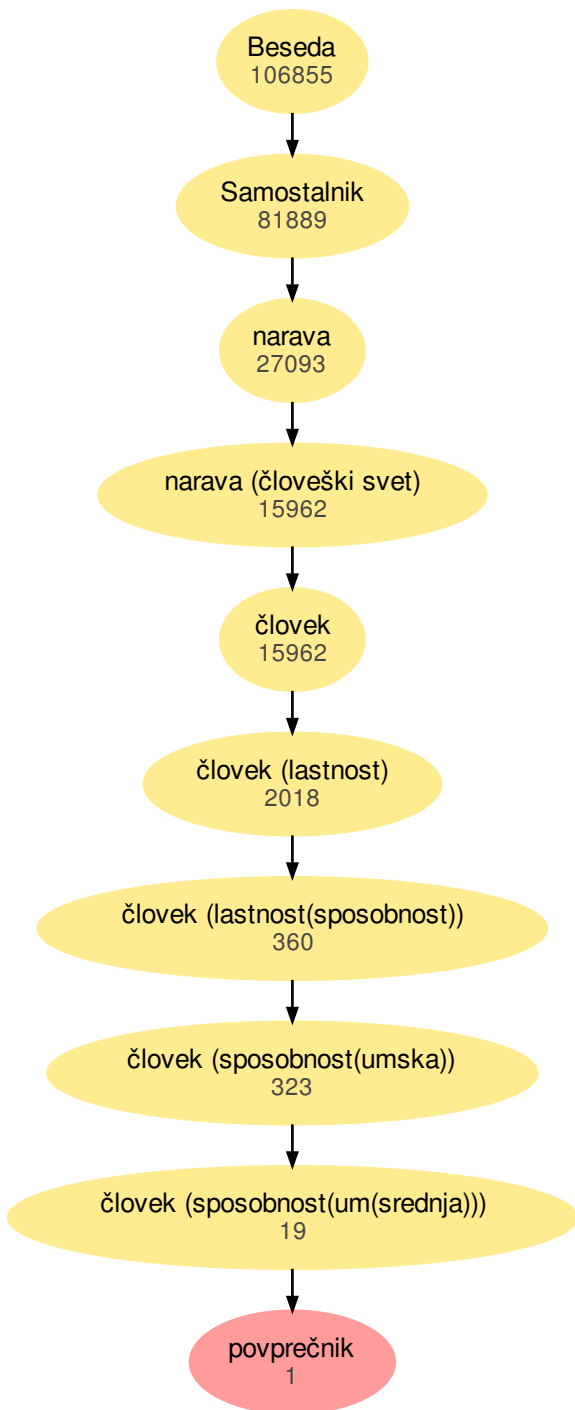 Beseda
106855
Samostalnik
81889
narava
27093
narava (človeški svet)
15962
človek
15962
človek (lastnost)
2018
človek (lastnost(sposobnost))
360
človek (sposobnost(umska))
323
človek (sposobnost(um(srednja)))
19
povprečnik
1